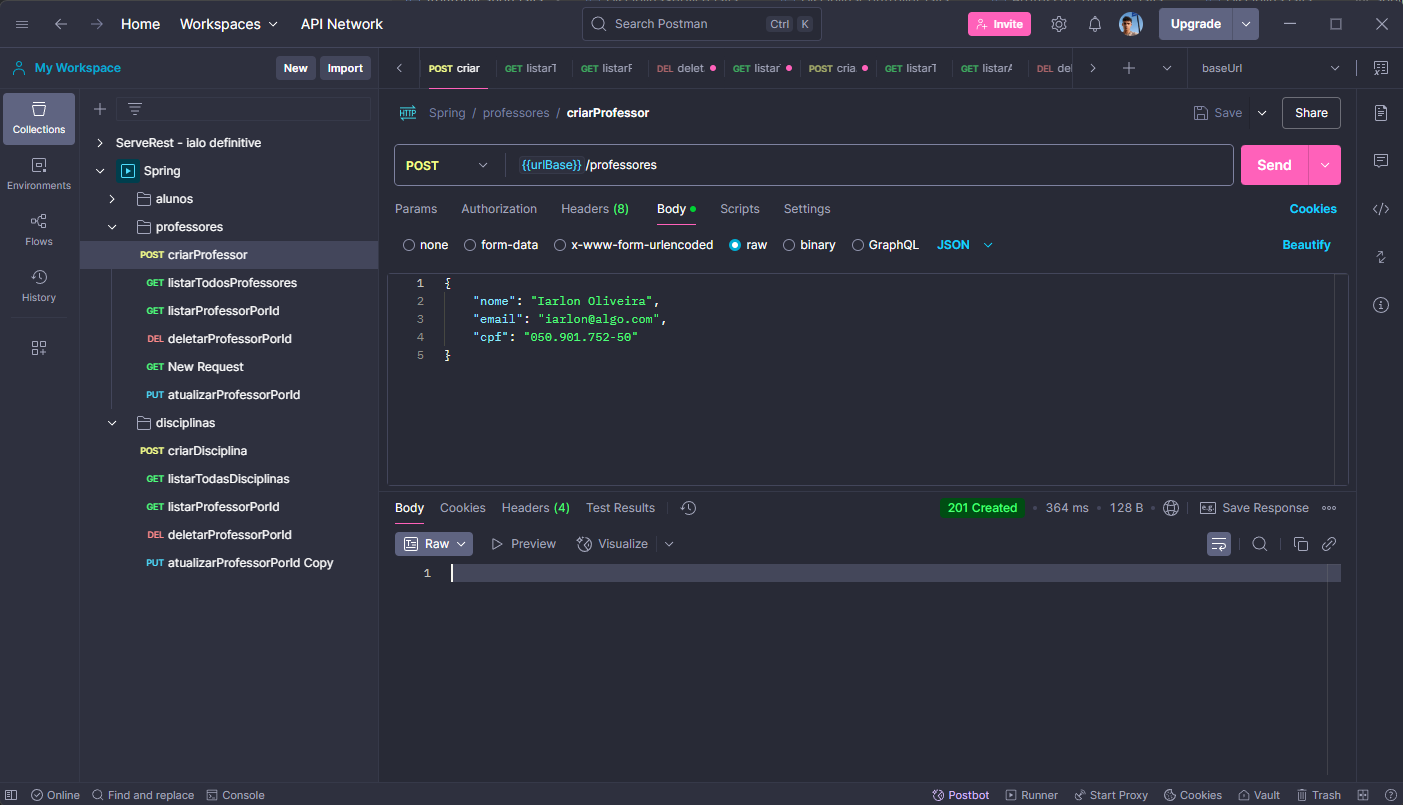 Home Workspaces API Network Search Postman Ctrl K Invite Upgrade
My Workspace New Import
POST criar GET listarT GET listarF DEL delet GET listar POST cria GET listarT GET listarA DEL del baseUrl
Collections
Environments
Flows
History
ServeRest - ialo definitive
Spring
alunos
professores
POST criarProfessor
GET listarTodosProfessores
GET listarProfessorPorId
DEL deletarProfessorPorId
GET New Request
PUT atualizarProfessorPorId
disciplinas
POST criarDisciplina
GET listarTodasDisciplinas
GET listarProfessorPorId
DEL deletarProfessorPorId
PUT atualizarProfessorPorId Copy
HTTP Spring / professores / criarProfessor Save Share
POST {{urlBase}} /professores Send
Params Authorization Headers (8) Body Scripts Settings Cookies
none form-data x-www-form-urlencoded raw binary GraphQL JSON Beautify
1 {
2 "nome": "Iarlon Oliveira",
3 "email": "iarlon@algo.com",
4 "cpf": "050.901.752-50"
5 }
Body Cookies Headers (4) Test Results 201 Created 364 ms 128 B e.g. Save Response
Raw Preview Visualize
1
Online Find and replace Console Postbot Runner Start Proxy Cookies Vault Trash